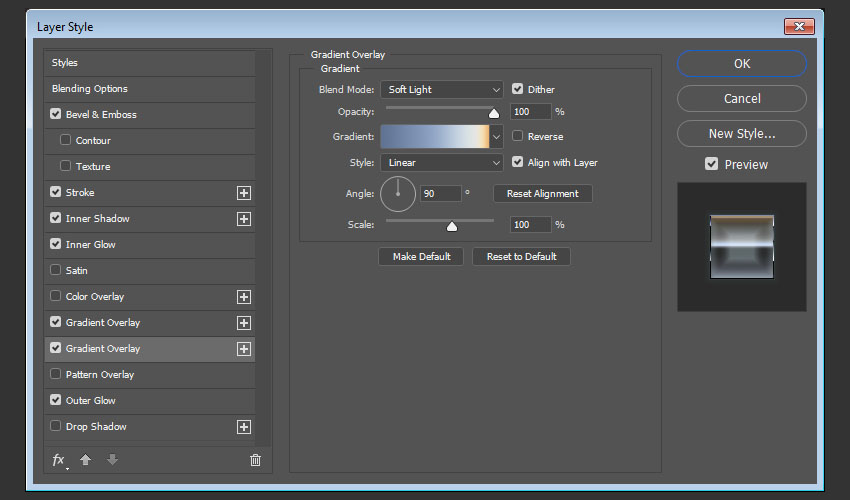 Layer Style
Styles
Blending Options
Bevel & Emboss
Contour
Texture
Stroke
Inner Shadow
Inner Glow
Satin
Color Overlay
Gradient Overlay
Gradient Overlay
Pattern Overlay
Outer Glow
Drop Shadow
fx
Gradient Overlay
Gradient
Blend Mode: Soft Light Dither
Opacity: 100 %
Gradient: Reverse
Style: Linear Align with Layer
Angle: 90 ° Reset Alignment
Scale: 100 %
Make Default Reset to Default
OK
Cancel
New Style...
Preview